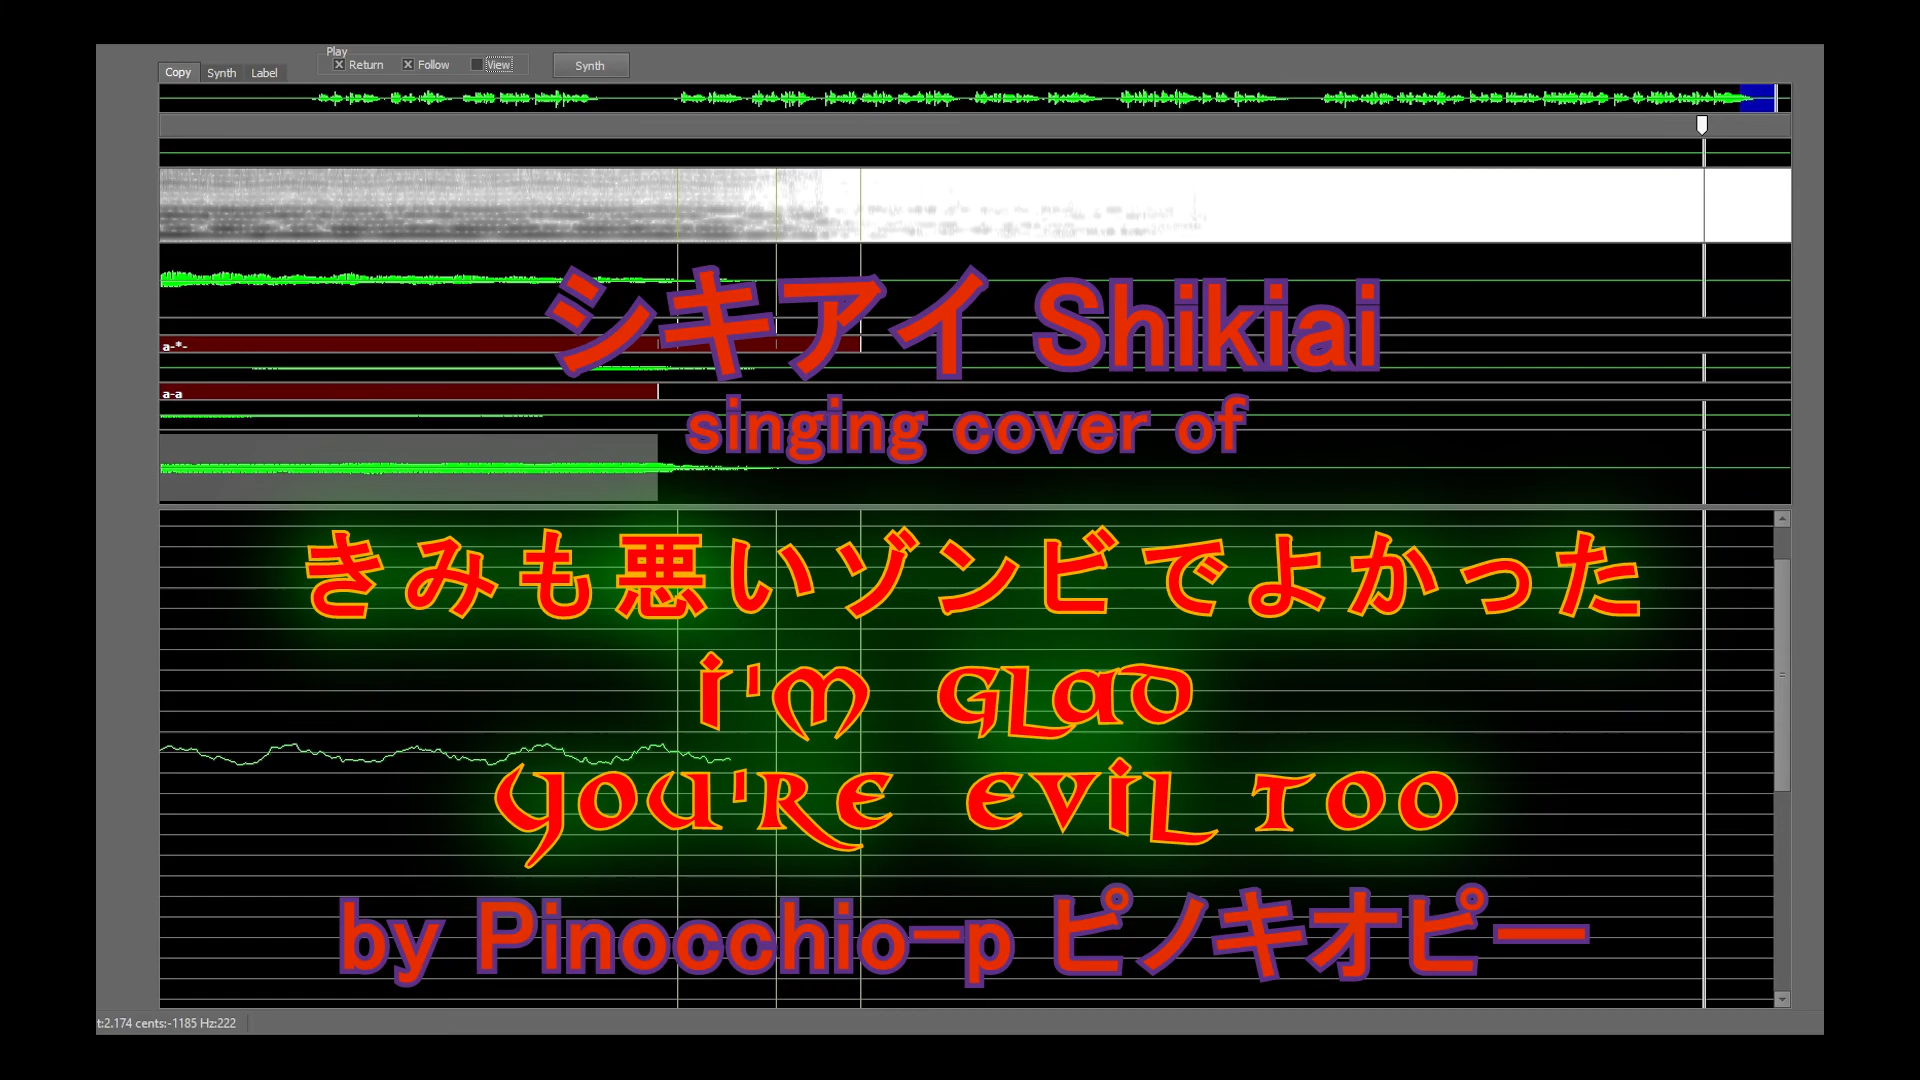 Play
Copy Synth Label Return Follow View Synth
シキアイ Shikiai
a-*-
a-a
singing cover of
きみも悪いゾンビでよかった
I'm glad
you're evil too
by Pinocchio-p ピノキオピー
t:2.174 cents:-1185 Hz:222